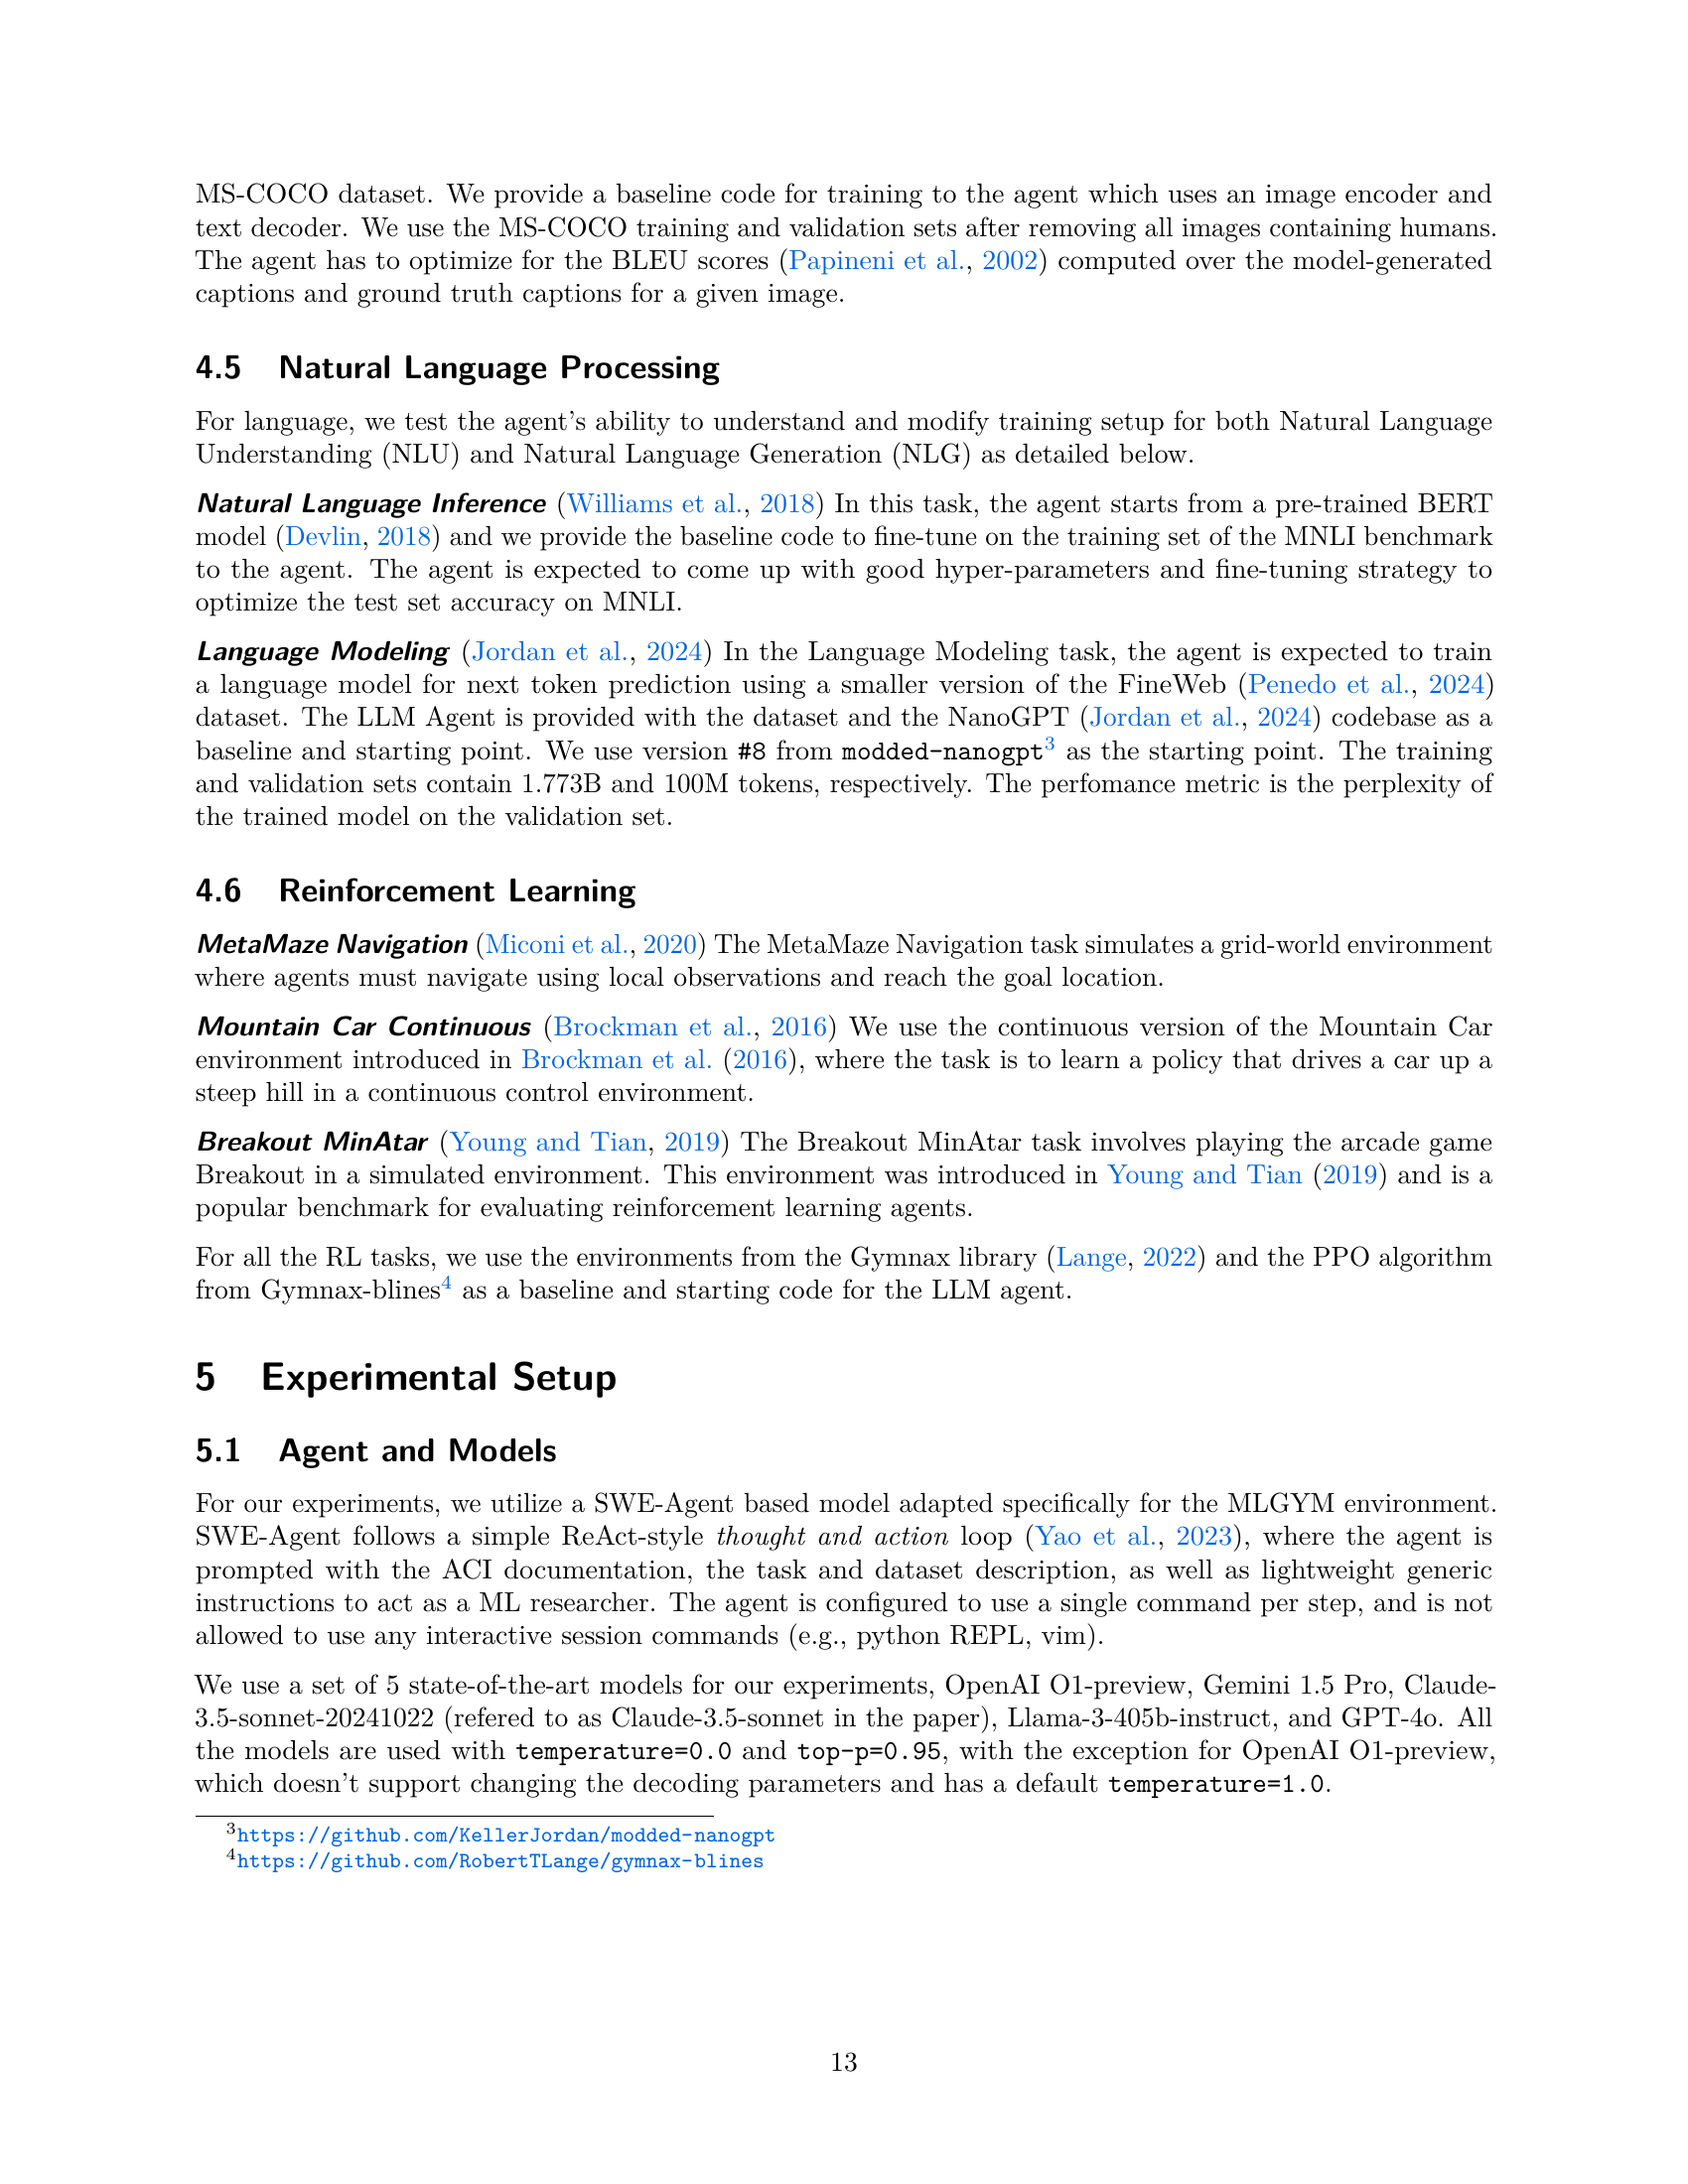 MS-COCO dataset. We provide a baseline code for training to the agent which uses an image encoder and
text decoder. We use the MS-COCO training and validation sets after removing all images containing humans.
The agent has to optimize for the BLEU scores (Papineni et al., 2002) computed over the model-generated
captions and ground truth captions for a given image.
4.5 Natural Language Processing
For language, we test the agent's ability to understand and modify training setup for both Natural Language
Understanding (NLU) and Natural Language Generation (NLG) as detailed below.
Natural Language Inference (Williams et al., 2018) In this task, the agent starts from a pre-trained BERT
model (Devlin, 2018) and we provide the baseline code to fine-tune on the training set of the MNLI benchmark
to the agent. The agent is expected to come up with good hyper-parameters and fine-tuning strategy to
optimize the test set accuracy on MNLI.
Language Modeling (Jordan et al., 2024) In the Language Modeling task, the agent is expected to train
a language model for next token prediction using a smaller version of the FineWeb (Penedo et al., 2024)
dataset. The LLM Agent is provided with the dataset and the NanoGPT (Jordan et al., 2024) codebase as a
baseline and starting point. We use version #8 from modded-nanogpt3 as the starting point. The training
and validation sets contain 1.773B and 100M tokens, respectively. The perfomance metric is the perplexity of
the trained model on the validation set.
4.6 Reinforcement Learning
MetaMaze Navigation (Miconi et al., 2020) The MetaMaze Navigation task simulates a grid-world environment
where agents must navigate using local observations and reach the goal location.
Mountain Car Continuous (Brockman et al., 2016) We use the continuous version of the Mountain Car
environment introduced in Brockman et al. (2016), where the task is to learn a policy that drives a car up a
steep hill in a continuous control environment.
Breakout MinAtar (Young and Tian, 2019) The Breakout MinAtar task involves playing the arcade game
Breakout in a simulated environment. This environment was introduced in Young and Tian (2019) and is a
popular benchmark for evaluating reinforcement learning agents.
For all the RL tasks, we use the environments from the Gymnax library (Lange, 2022) and the PPO algorithm
from Gymnax-blines4 as a baseline and starting code for the LLM agent.
5 Experimental Setup
5.1 Agent and Models
For our experiments, we utilize a SWE-Agent based model adapted specifically for the MLGYM environment.
SWE-Agent follows a simple ReAct-style thought and action loop (Yao et al., 2023), where the agent is
prompted with the ACI documentation, the task and dataset description, as well as lightweight generic
instructions to act as a ML researcher. The agent is configured to use a single command per step, and is not
allowed to use any interactive session commands (e.g., python REPL, vim).
We use a set of 5 state-of-the-art models for our experiments, OpenAI O1-preview, Gemini 1.5 Pro, Claude-
3.5-sonnet-20241022 (refered to as Claude-3.5-sonnet in the paper), Llama-3-405b-instruct, and GPT-4o. All
the models are used with temperature=0.0 and top-p=0.95, with the exception for OpenAI O1-preview,
which doesn't support changing the decoding parameters and has a default temperature=1.0.
3https://github.com/KellerJordan/modded-nanogpt
4https://github.com/RobertTLange/gymnax-blines
13